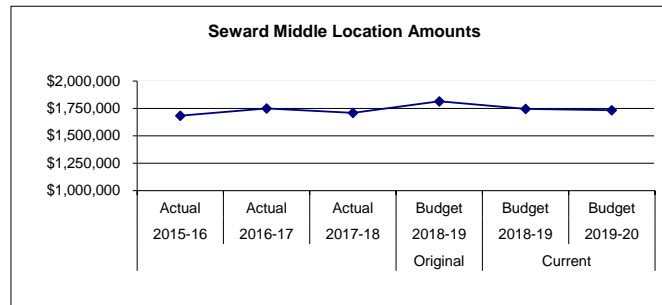 Seward Middle Location Amounts
$2,000,000
$1,750,000
$1,500,000
$1,250,000
$1,000,000
Actual Actual Actual Budget Budget Budget
2015-16 2016-17 2017-18 2018-19 2018-19 2019-20
Original Current